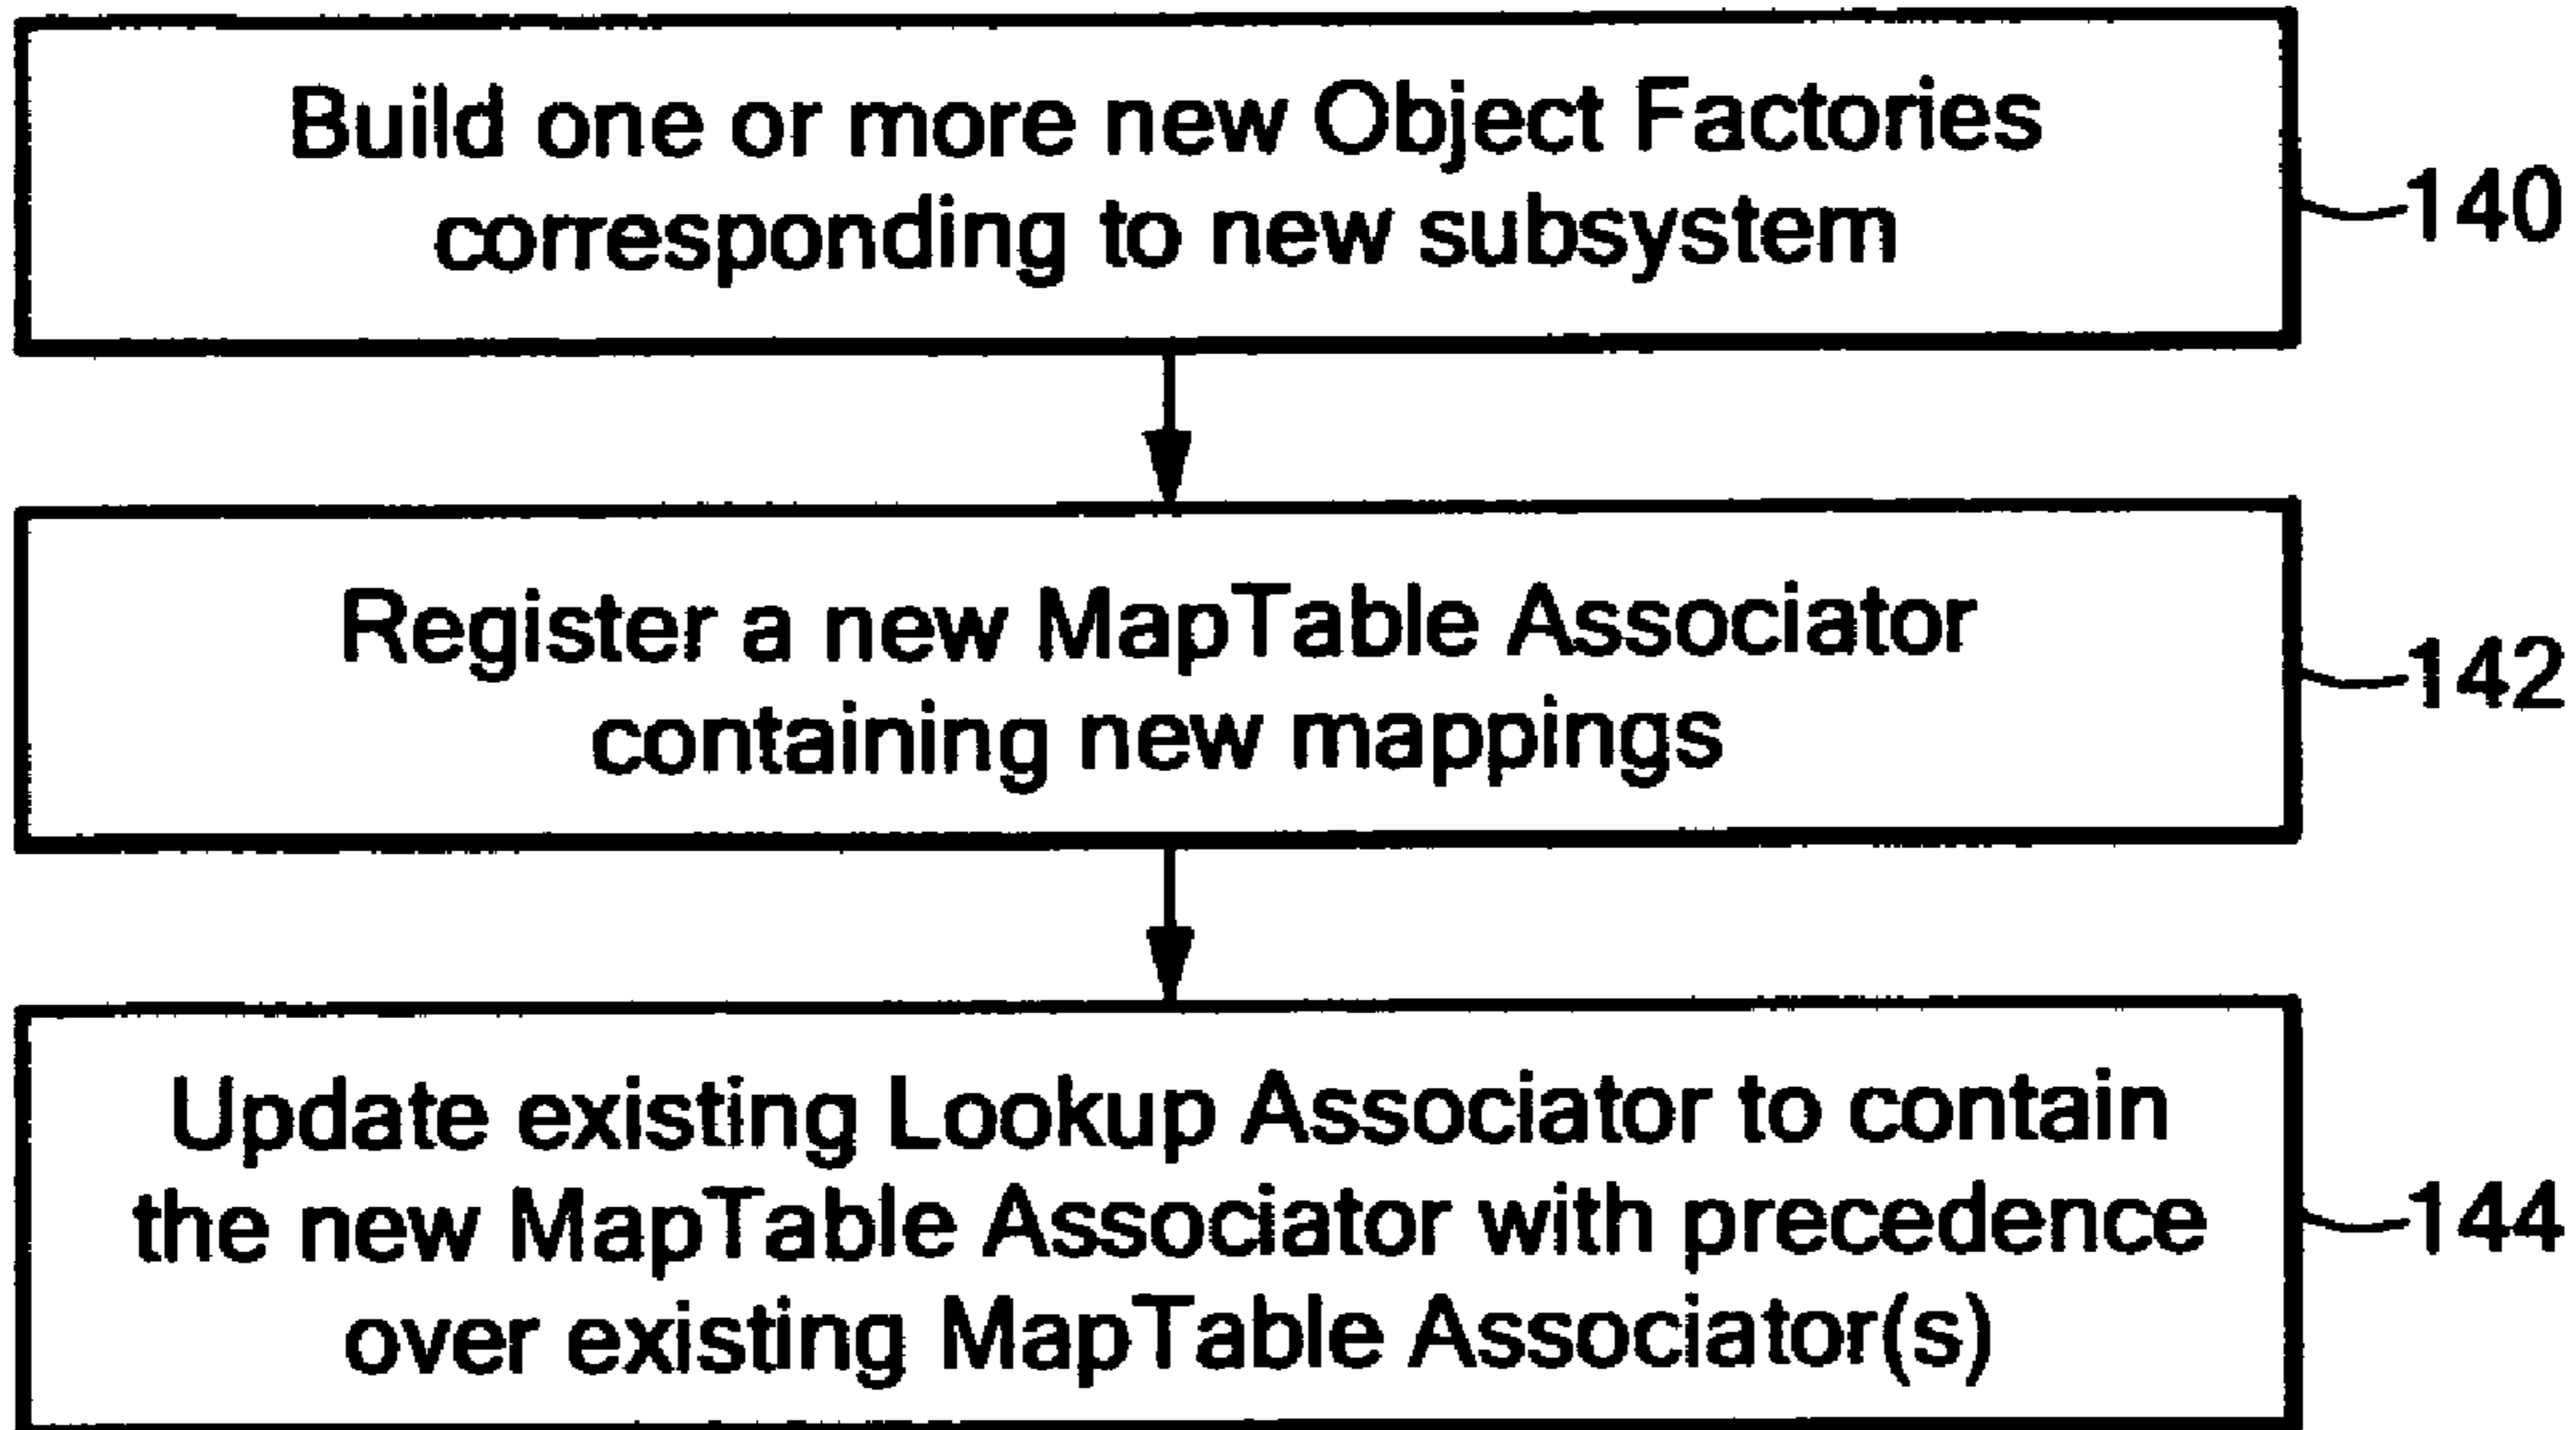 Build one or more new Object Factories
corresponding to new subsystem
140
Register a new MapTable Associator
containing new mappings
142
Update existing Lookup Associator to contain
the new MapTable Associator with precedence
over existing MapTable Associator(s)
144